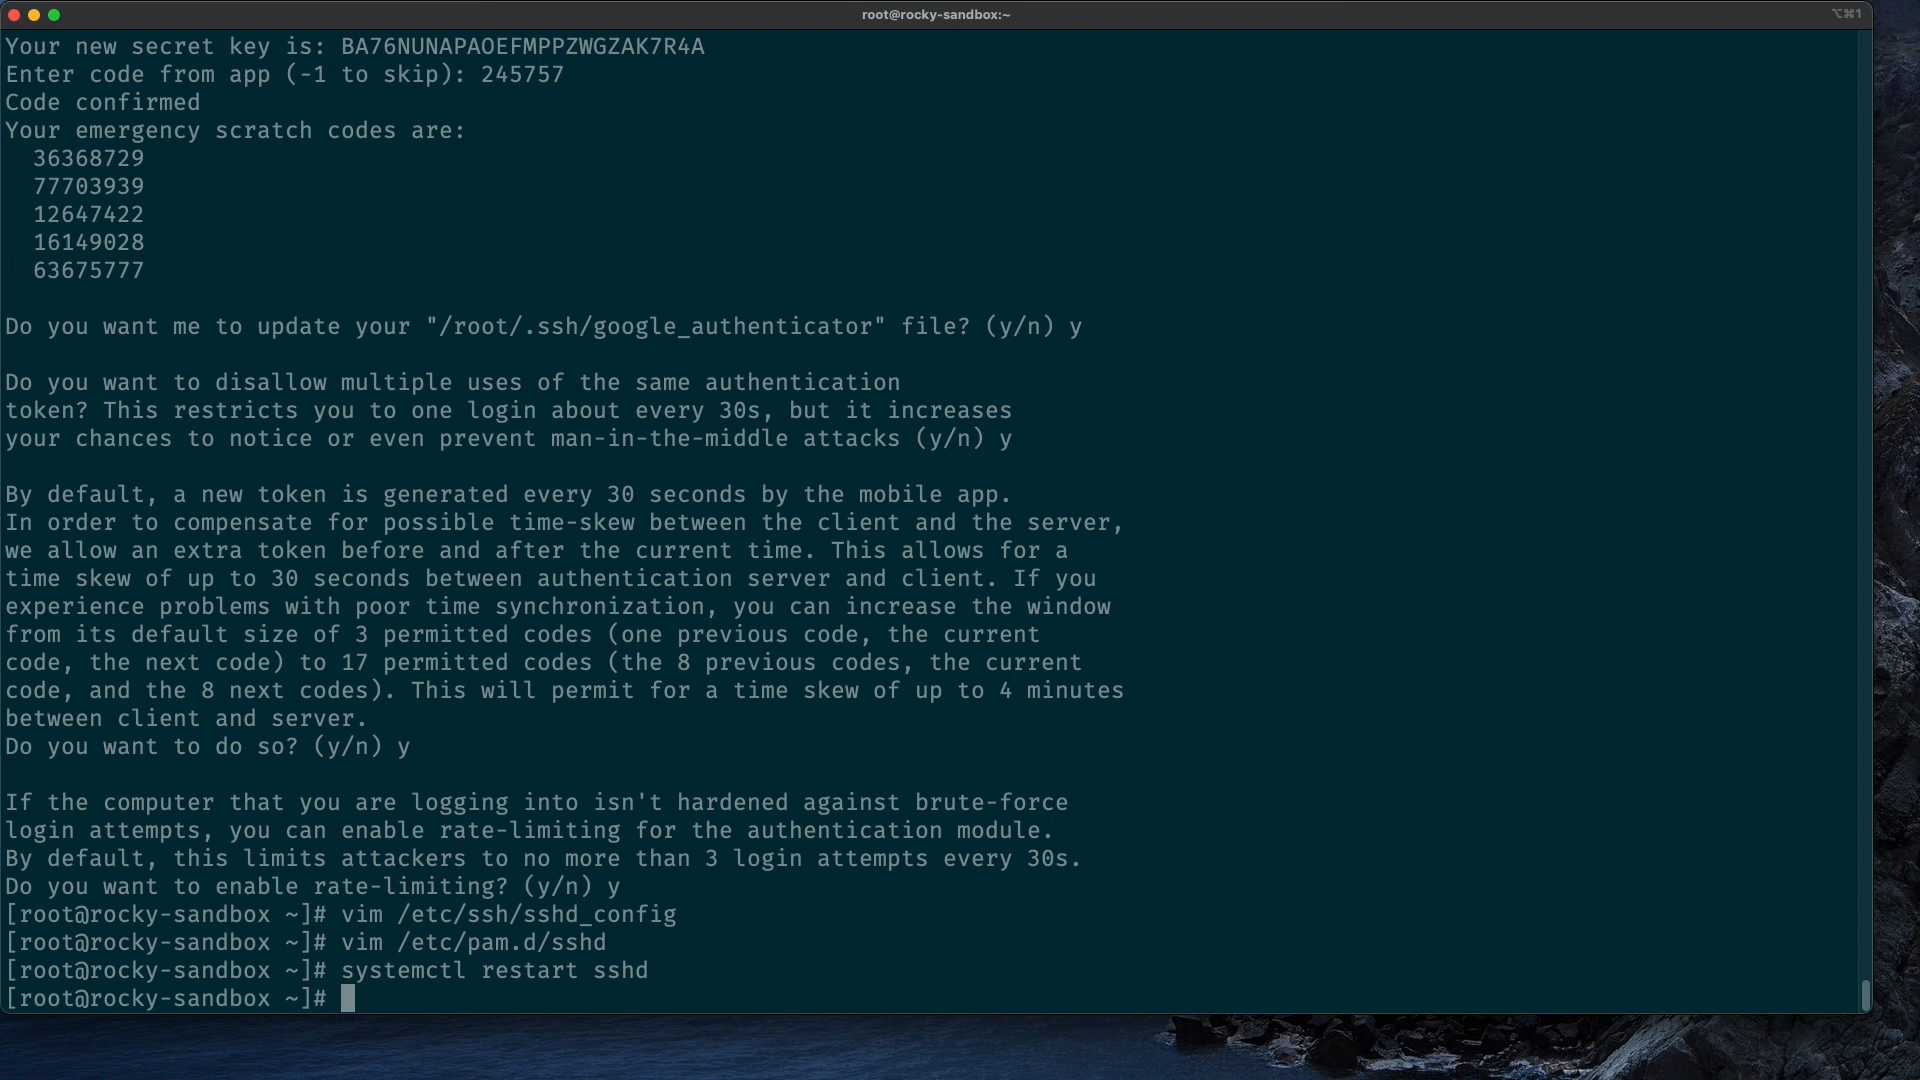 root@rocky-sandbox:~
⌥⌘1
Your new secret key is: BA76NUNAPAOEFMPPZWGZAK7R4A
Enter code from app (-1 to skip): 245757
Code confirmed
Your emergency scratch codes are:
36368729
77703939
12647422
16149028
63675777
Do you want me to update your "/root/.ssh/google_authenticator" file? (y/n) y
Do you want to disallow multiple uses of the same authentication
token? This restricts you to one login about every 30s, but it increases
your chances to notice or even prevent man-in-the-middle attacks (y/n) y
By default, a new token is generated every 30 seconds by the mobile app.
In order to compensate for possible time-skew between the client and the server,
we allow an extra token before and after the current time. This allows for a
time skew of up to 30 seconds between authentication server and client. If you
experience problems with poor time synchronization, you can increase the window
from its default size of 3 permitted codes (one previous code, the current
code, the next code) to 17 permitted codes (the 8 previous codes, the current
code, and the 8 next codes). This will permit for a time skew of up to 4 minutes
between client and server.
Do you want to do so? (y/n) y
If the computer that you are logging into isn't hardened against brute-force
login attempts, you can enable rate-limiting for the authentication module.
By default, this limits attackers to no more than 3 login attempts every 30s.
Do you want to enable rate-limiting? (y/n) y
[root@rocky-sandbox ~]# vim /etc/ssh/sshd_config
[root@rocky-sandbox ~]# vim /etc/pam.d/sshd
[root@rocky-sandbox ~]# systemctl restart sshd
[root@rocky-sandbox ~]#